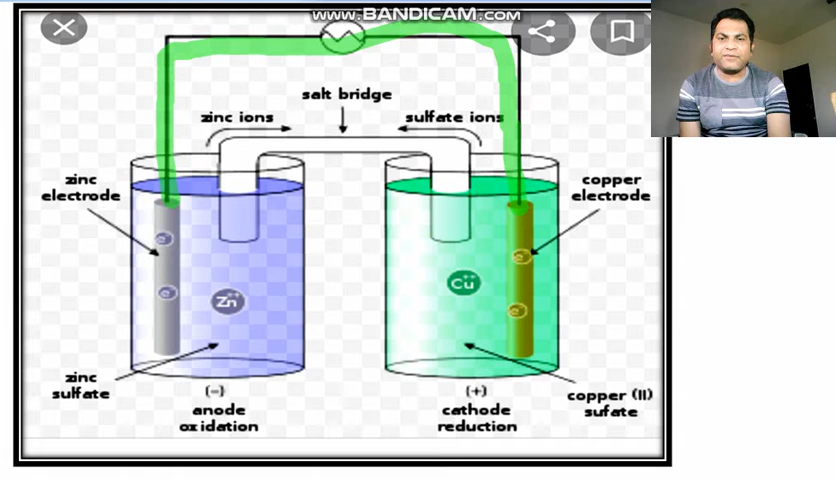 WWW.BANDICAM.COM
salt bridge
zinc ions
sulfate ions
zinc
electrode
copper
electrode
e⁻
e⁻
Zn⁺⁺
Cu⁺⁺
e⁻
e⁻
zinc
sulfate
(−)
anode
oxidation
(+)
cathode
reduction
copper (II)
sufate